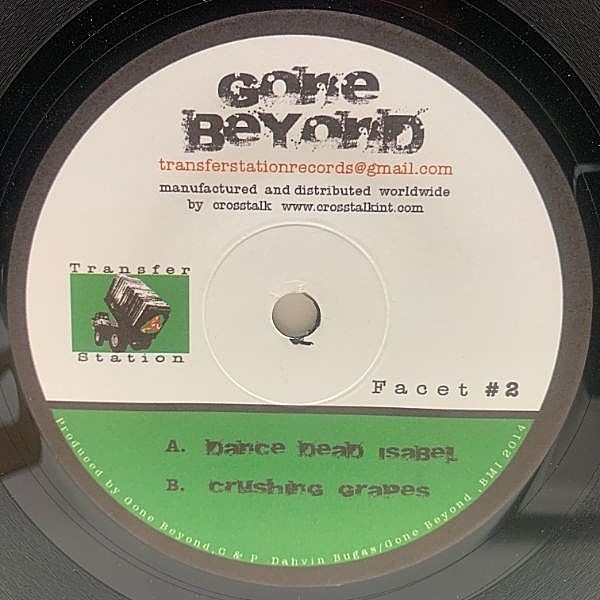 Gone
Beyond
transferstationrecords@gmail.com
manufactured and distributed worldwide
by crosstalk www.crosstalkint.com
Transfer
Station
Facet #2
A. Dance Dead Isabel
B. Crushing Grapes
Produced by Gone Beyond.C & P Dahvin Bugas/Gone Beyond ,BMI 2014